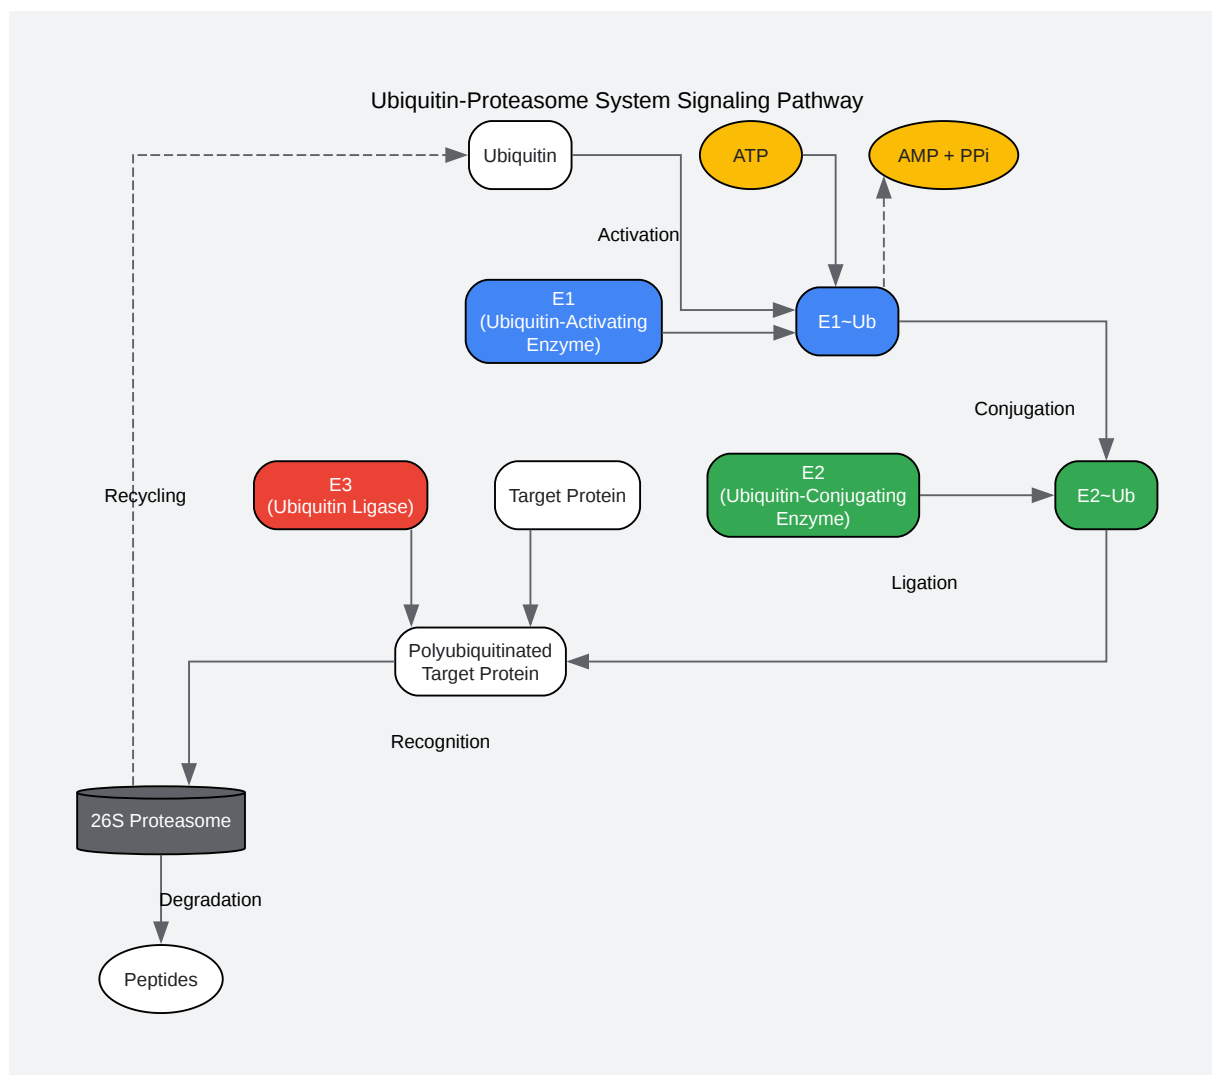 Ubiquitin-Proteasome System Signaling Pathway
Ubiquitin
ATP
AMP + PPi
Activation
E1
(Ubiquitin-Activating
Enzyme)
E1~Ub
Conjugation
Recycling
E3
(Ubiquitin Ligase)
Target Protein
E2
(Ubiquitin-Conjugating
Enzyme)
E2~Ub
Ligation
Polyubiquitinated
Target Protein
Recognition
26S Proteasome
Degradation
Peptides